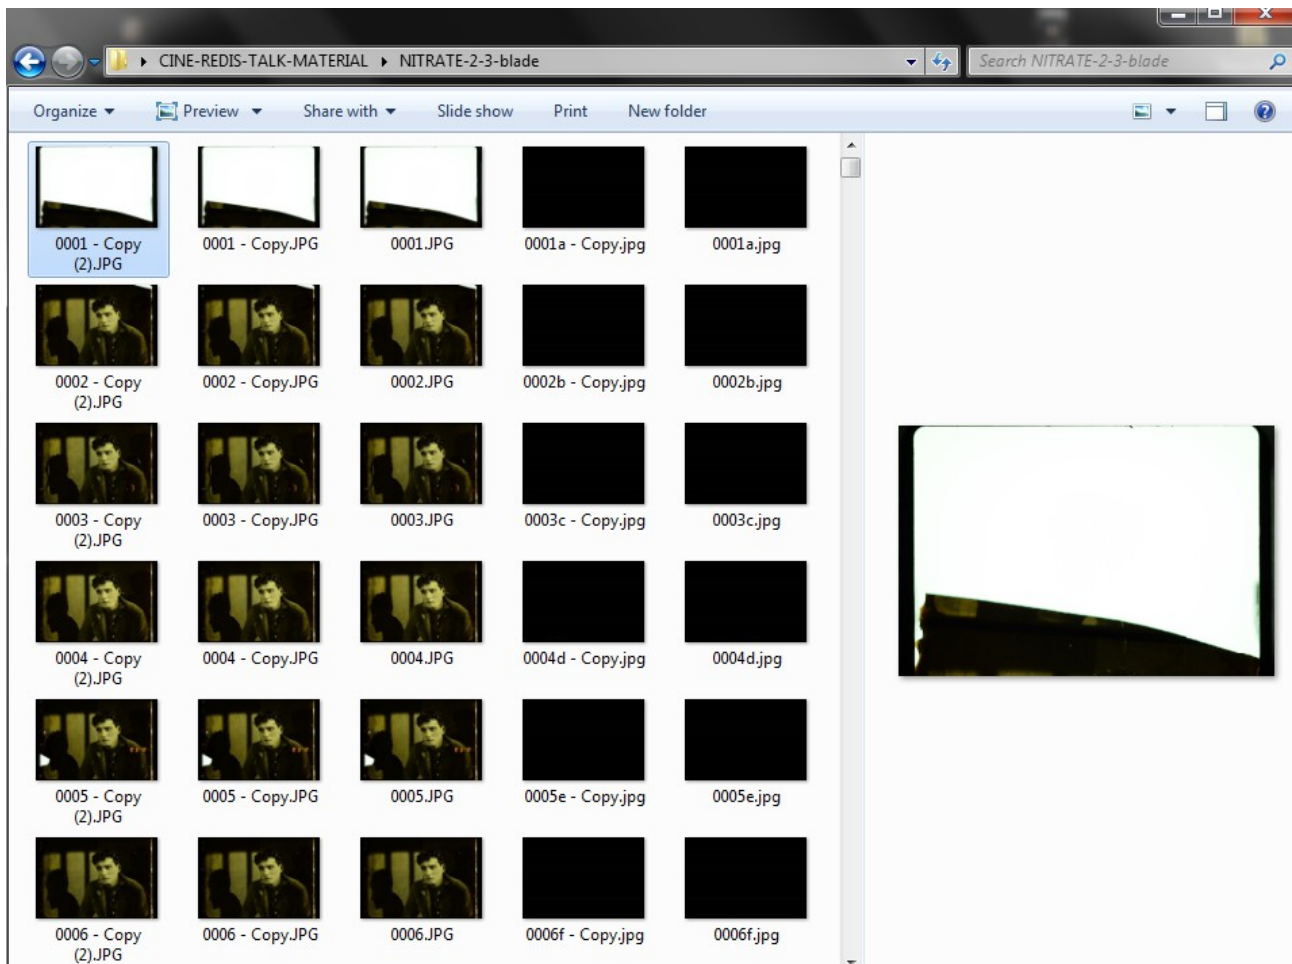 CINE-REDIS-TALK-MATERIAL NITRATE-2-3-blade Search NITRATE-2-3-blade
Organize Preview Share with Slide show Print New folder
0001 - Copy (2).JPG
0001 - Copy.JPG
0001.JPG
0001a - Copy.jpg
0001a.jpg
0002 - Copy (2).JPG
0002 - Copy.JPG
0002.JPG
0002b - Copy.jpg
0002b.jpg
0003 - Copy (2).JPG
0003 - Copy.JPG
0003.JPG
0003c - Copy.jpg
0003c.jpg
0004 - Copy (2).JPG
0004 - Copy.JPG
0004.JPG
0004d - Copy.jpg
0004d.jpg
0005 - Copy (2).JPG
0005 - Copy.JPG
0005.JPG
0005e - Copy.jpg
0005e.jpg
0006 - Copy (2).JPG
0006 - Copy.JPG
0006.JPG
0006f - Copy.jpg
0006f.jpg